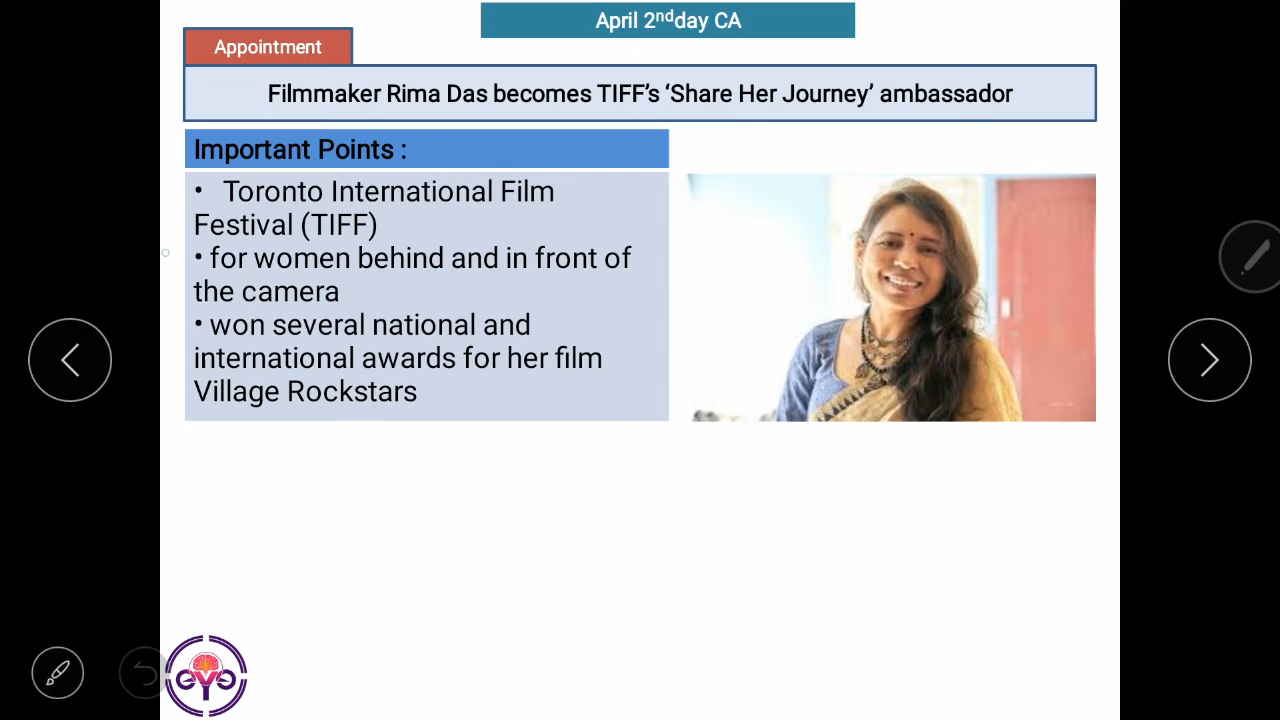 April 2ndday CA
Appointment
Filmmaker Rima Das becomes TIFF's ‘Share Her Journey’ ambassador
Important Points :
• Toronto International Film
Festival (TIFF)
• for women behind and in front of
the camera
• won several national and
international awards for her film
Village Rockstars